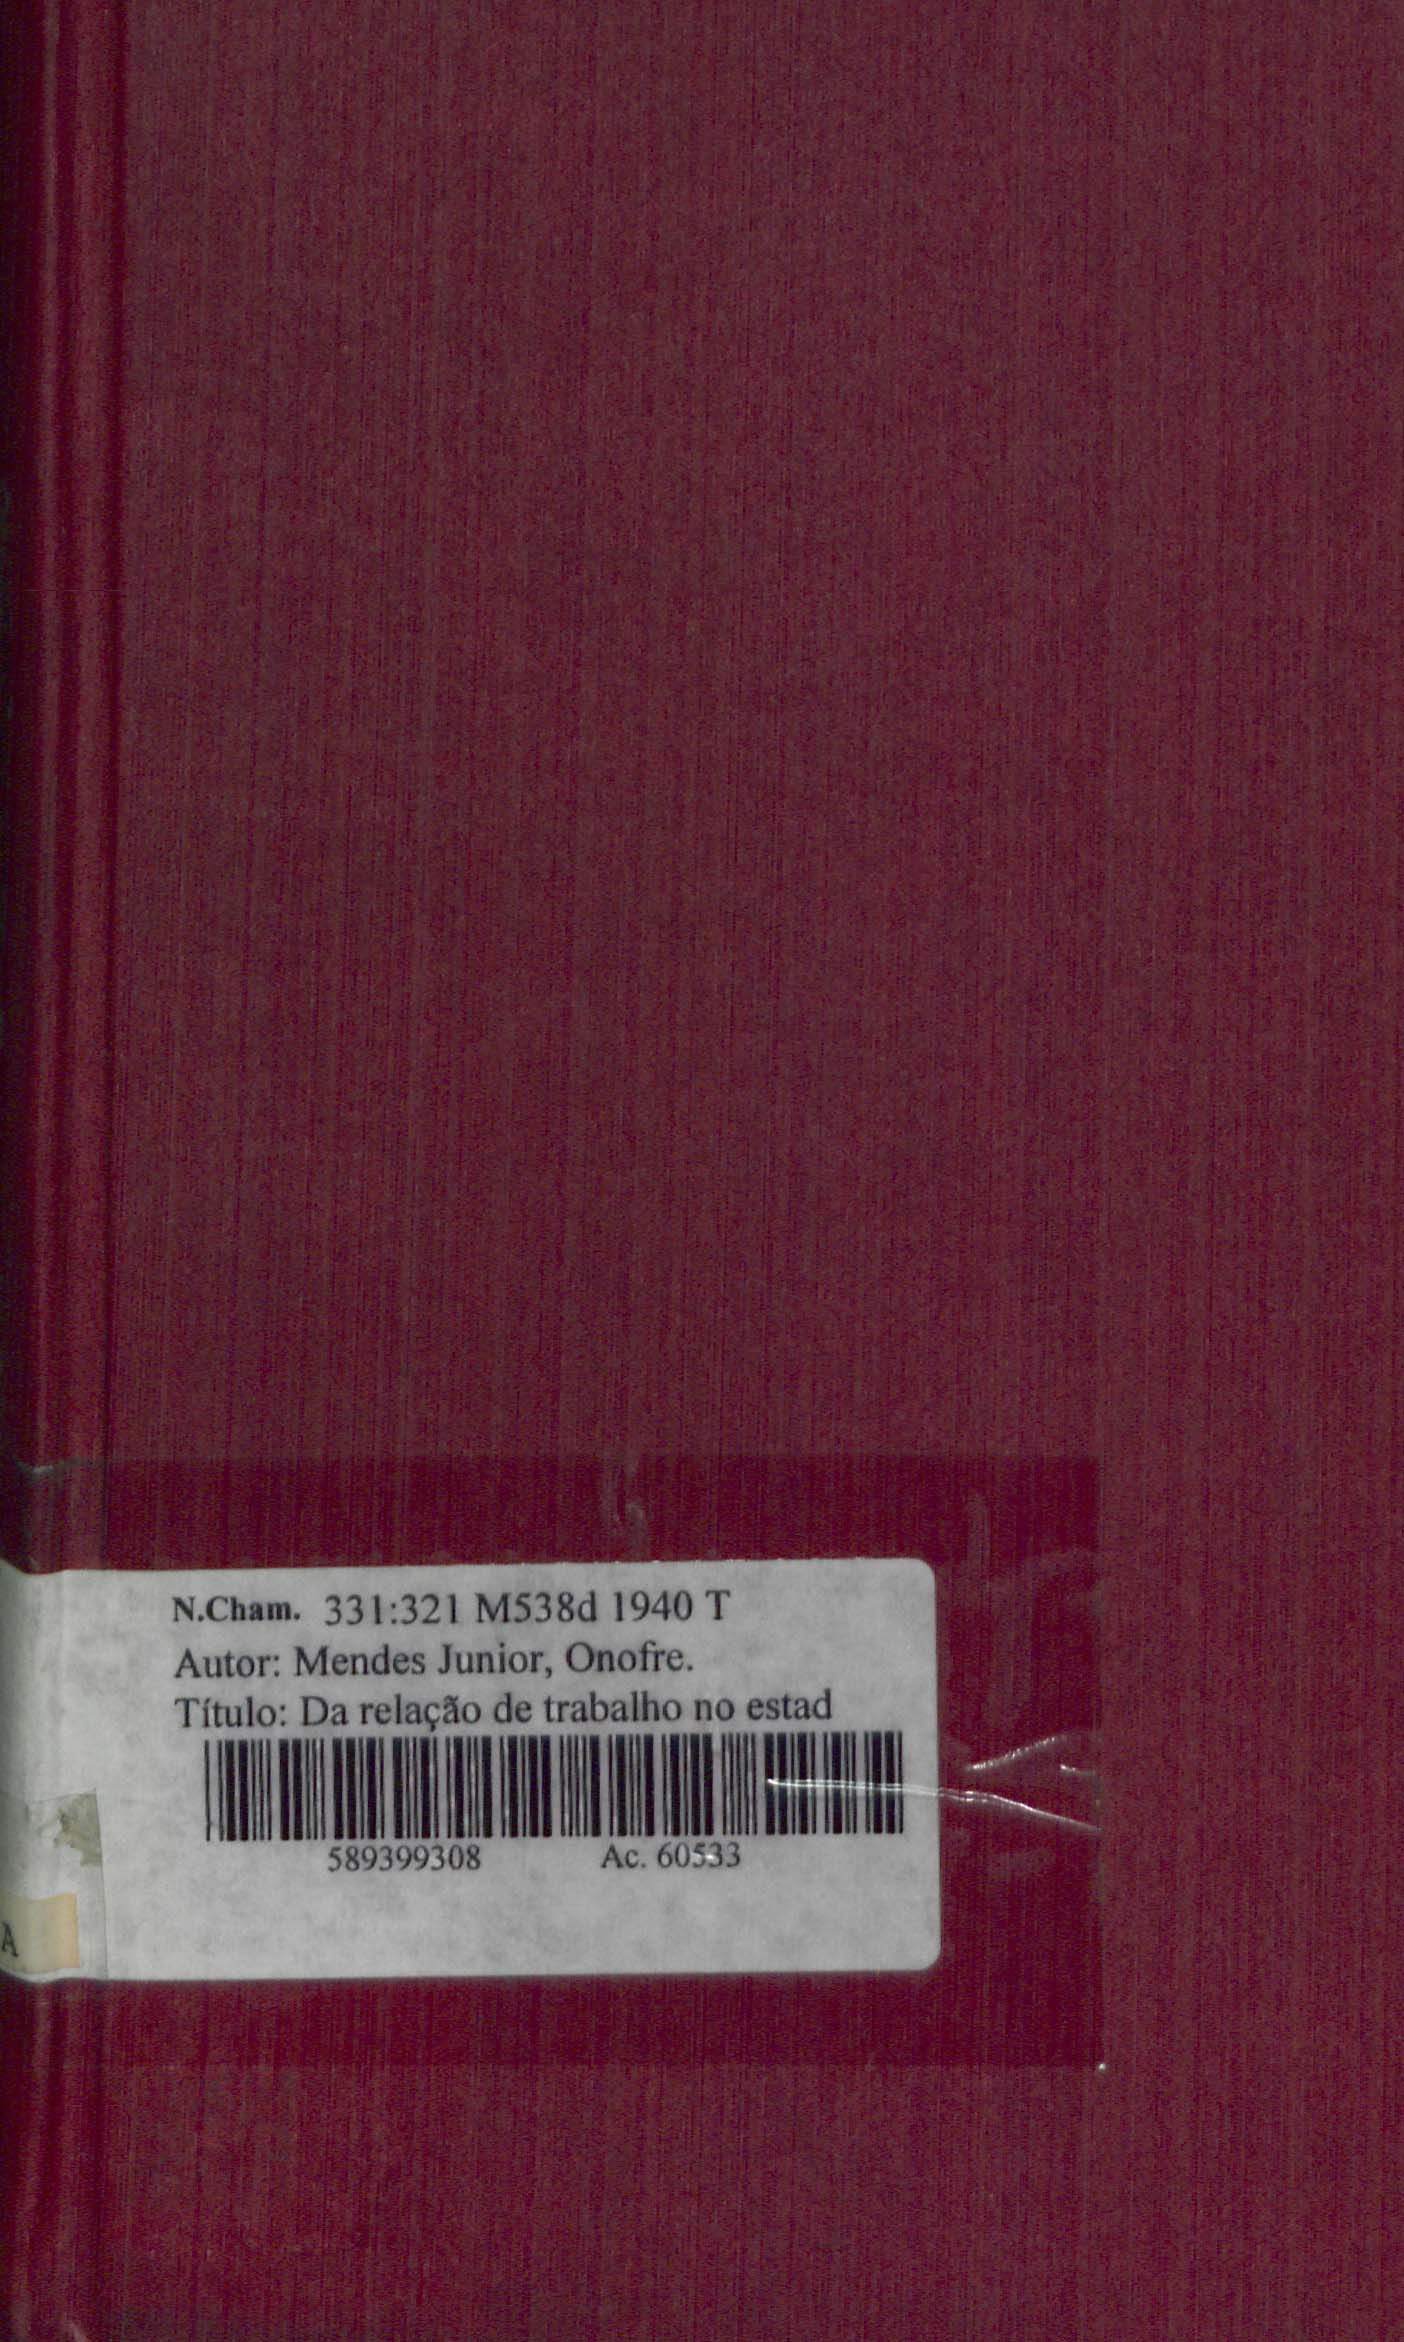 N.Cham. 331:321 M538d 1940 T
Autor: Mendes Junior, Onofre.
Título: Da relação de trabalho no estad
589399308 Ac. 60533
A